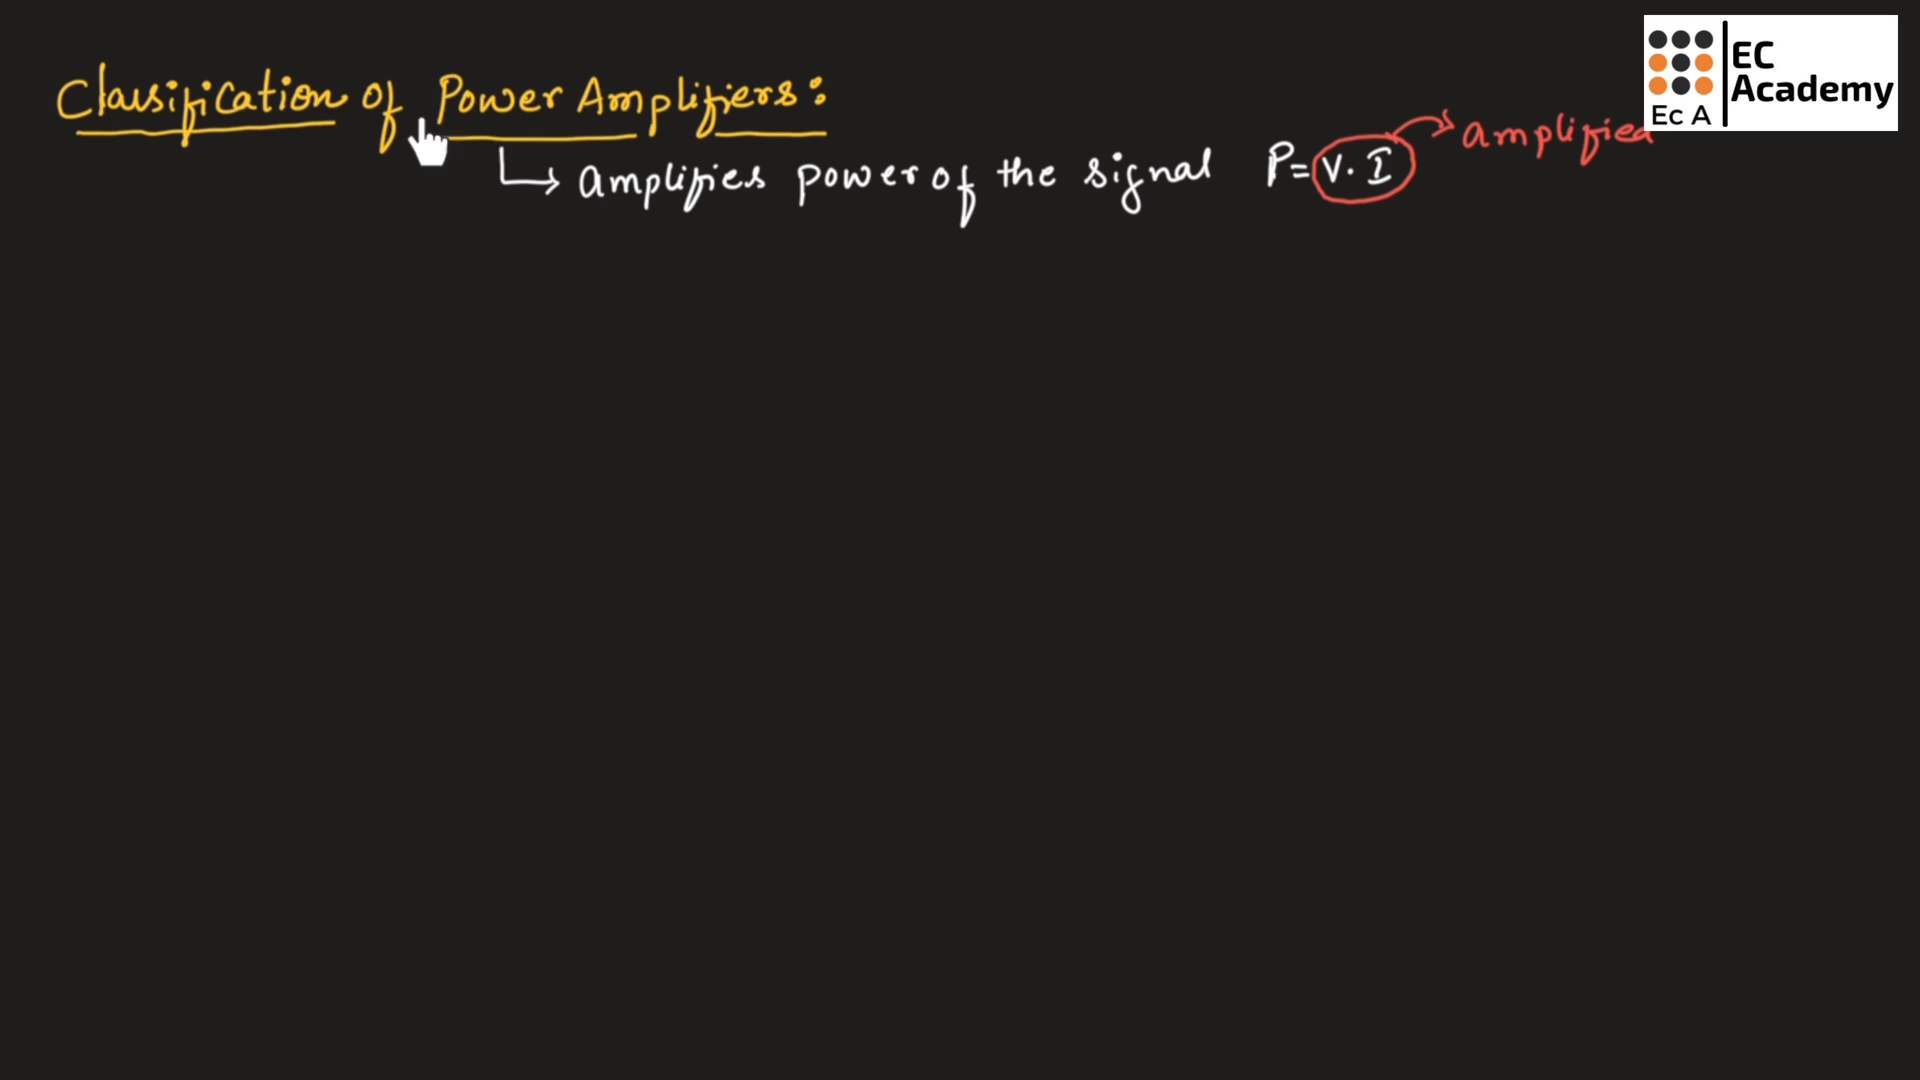 Classification of Power Amplifiers:
↳ amplifies power of the signal P=V.I → amplified
EC
Academy
Ec A